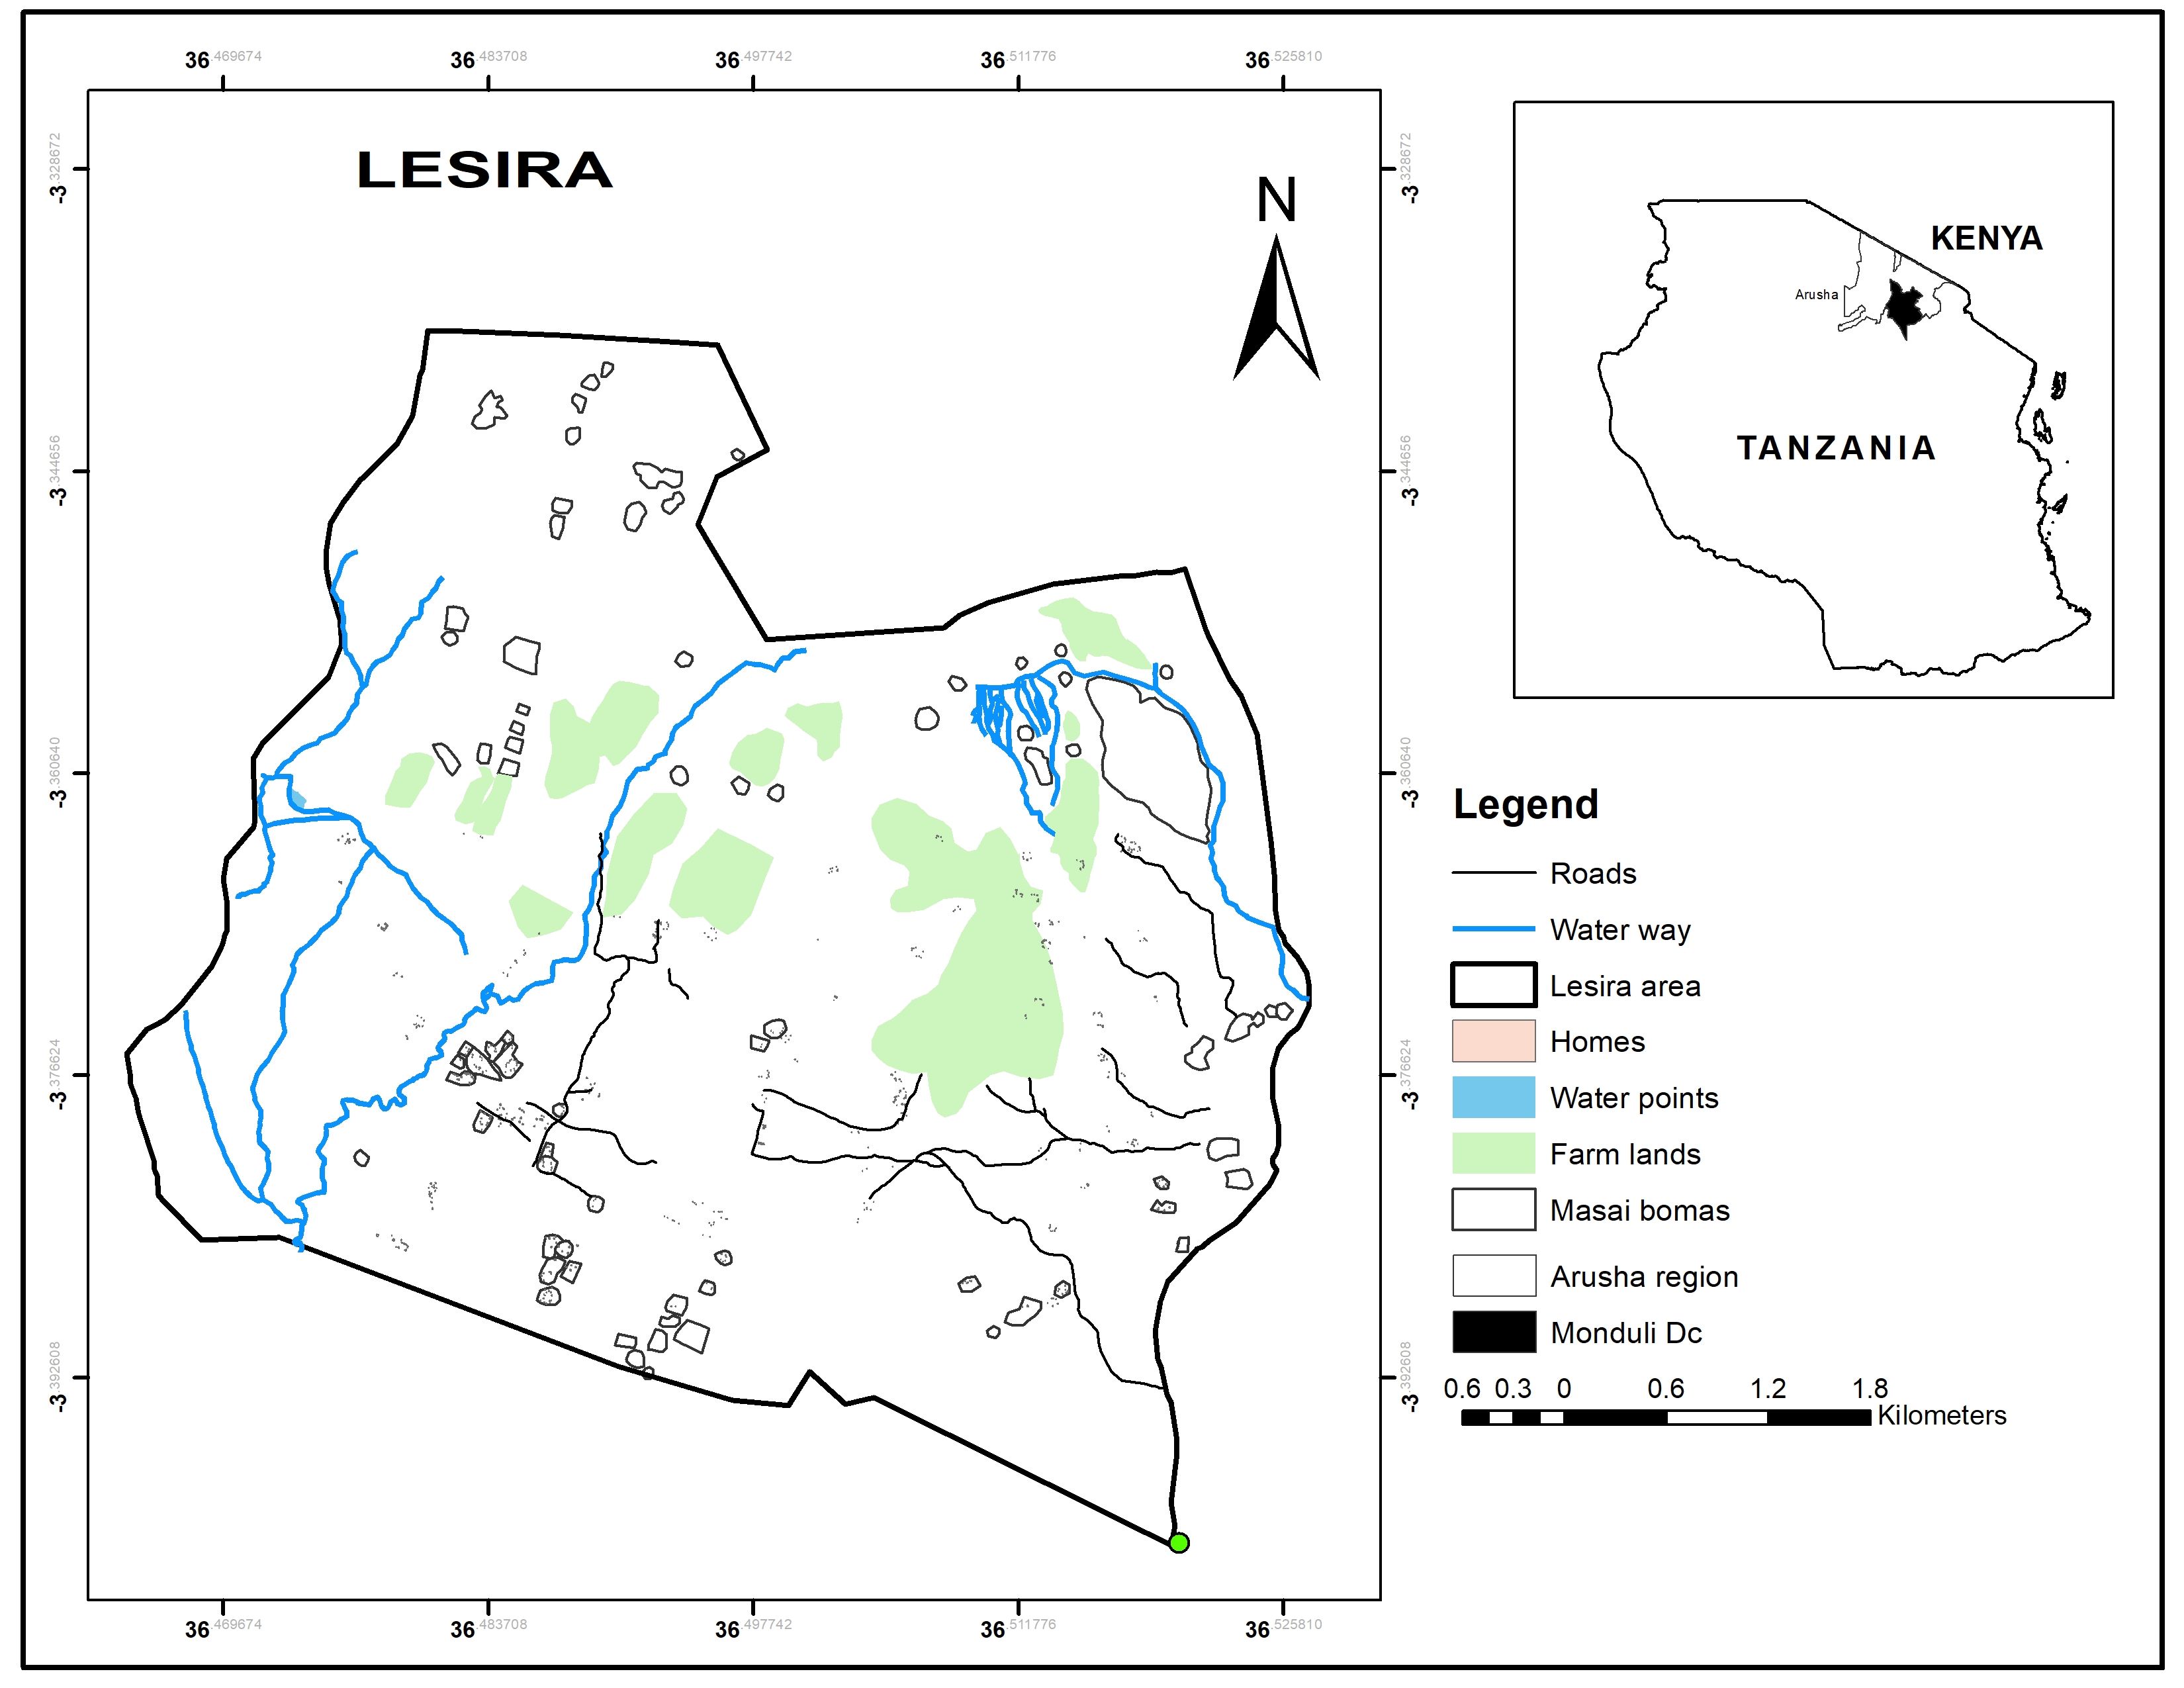 36.469674 36.483708 36.497742 36.511776 36.525810
LESIRA
N
-3.328672
-3.344656
-3.360640
-3.376624
-3.392608
-3.328672
-3.344656
-3.360640
-3.376624
-3.392608
36.469674 36.483708 36.497742 36.511776 36.525810
KENYA
Arusha
TANZANIA
Legend
Roads
Water way
Lesira area
Homes
Water points
Farm lands
Masai bomas
Arusha region
Monduli Dc
0.6 0.3 0 0.6 1.2 1.8
Kilometers